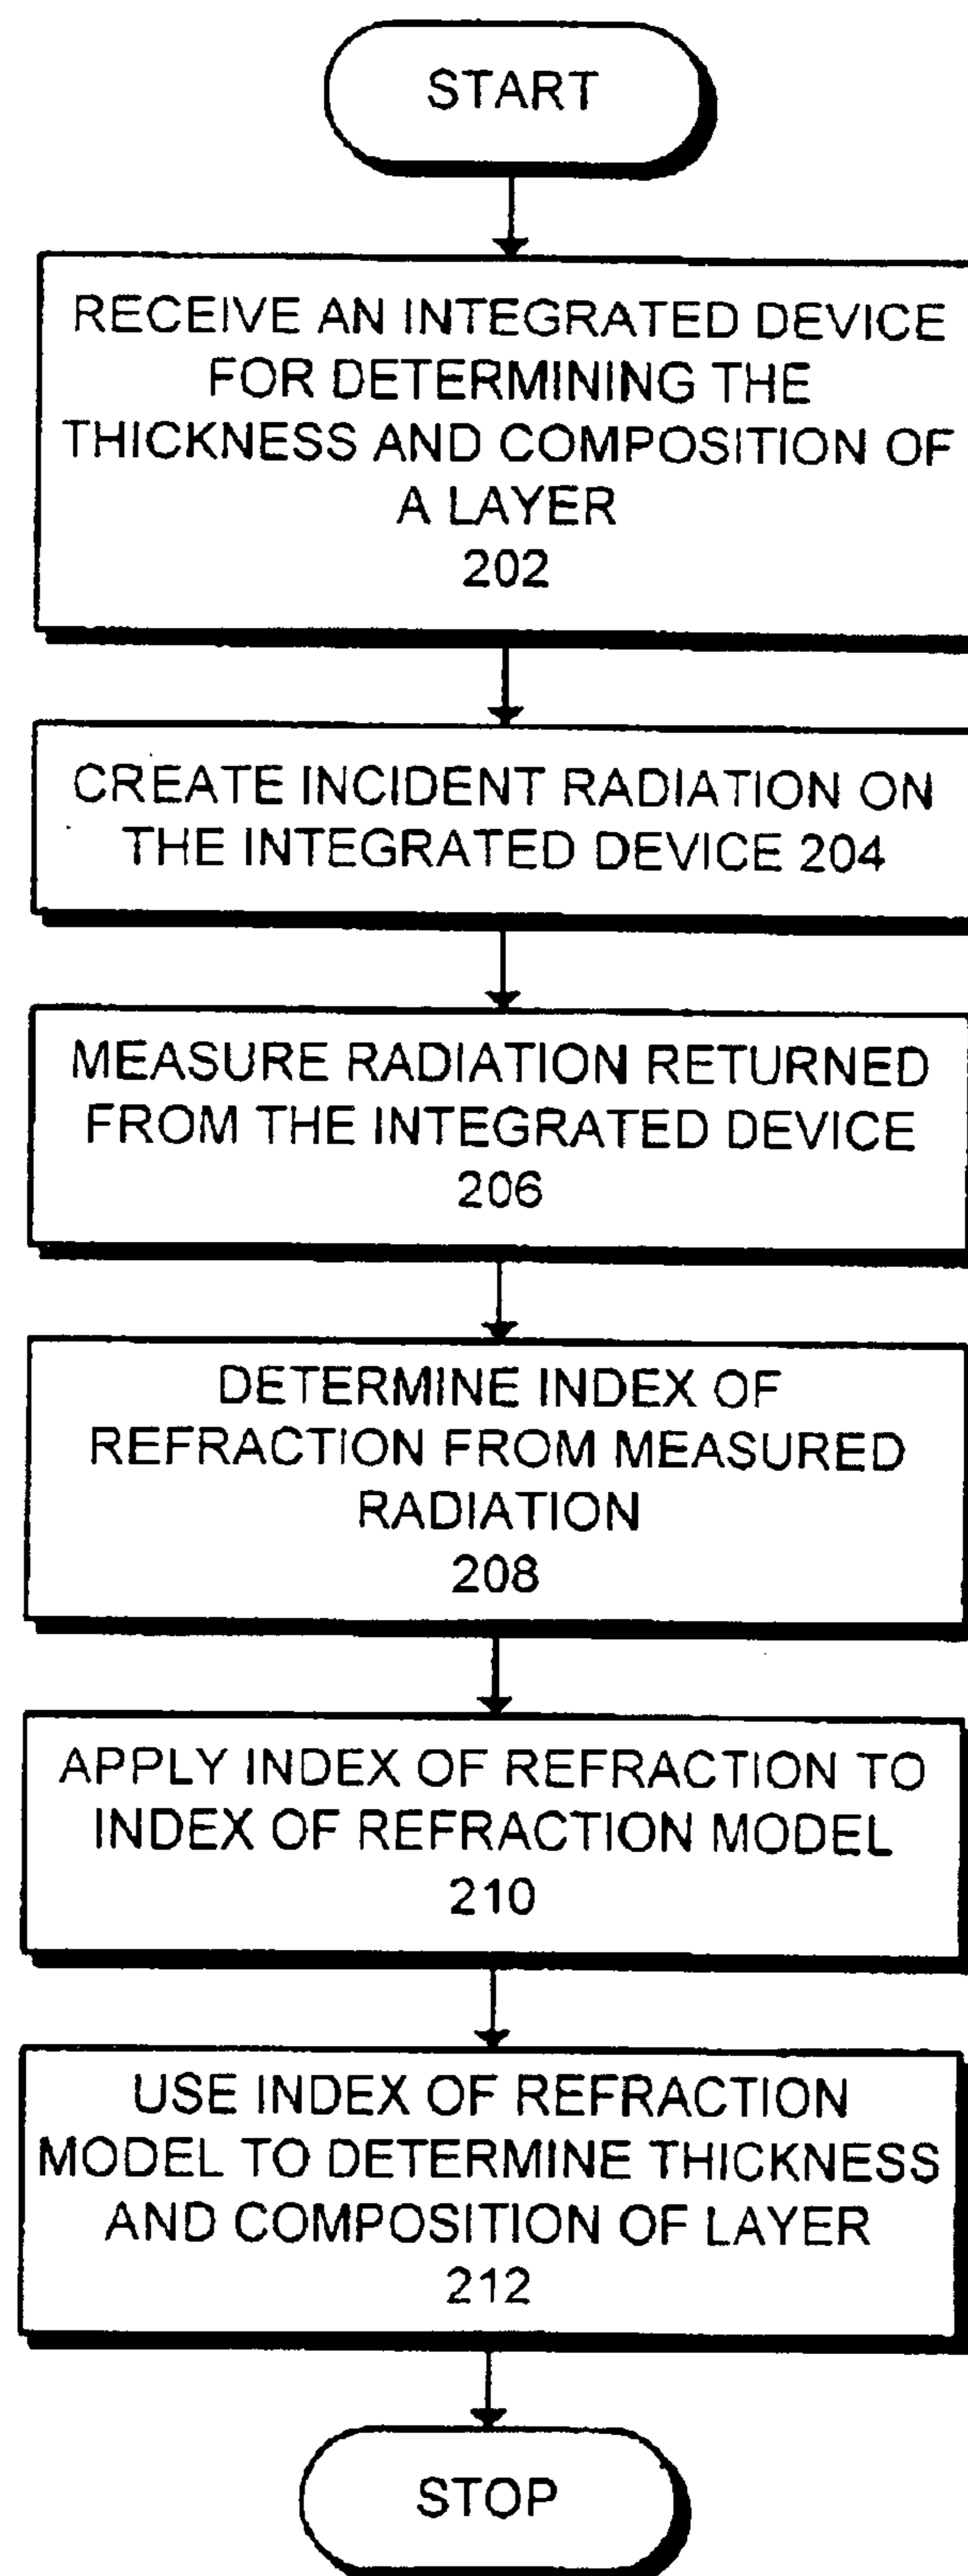 START
RECEIVE AN INTEGRATED DEVICE
FOR DETERMINING THE
THICKNESS AND COMPOSITION OF
A LAYER
202
CREATE INCIDENT RADIATION ON
THE INTEGRATED DEVICE 204
MEASURE RADIATION RETURNED
FROM THE INTEGRATED DEVICE
206
DETERMINE INDEX OF
REFRACTION FROM MEASURED
RADIATION
208
APPLY INDEX OF REFRACTION TO
INDEX OF REFRACTION MODEL
210
USE INDEX OF REFRACTION
MODEL TO DETERMINE THICKNESS
AND COMPOSITION OF LAYER
212
STOP